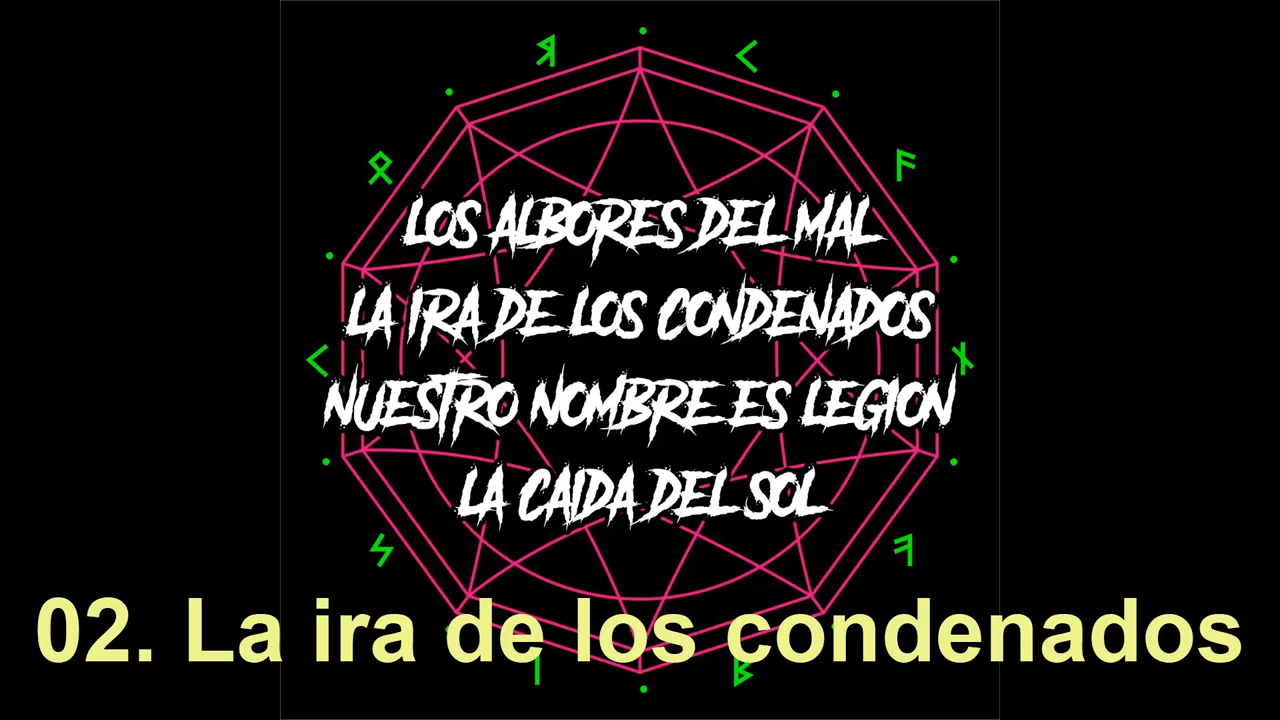 LOS ALBORES DEL MAL
LA IRA DE LOS CONDENADOS
NUESTRO NOMBRE ES LEGION
LA CAIDA DEL SOL
02. La ira de los condenados